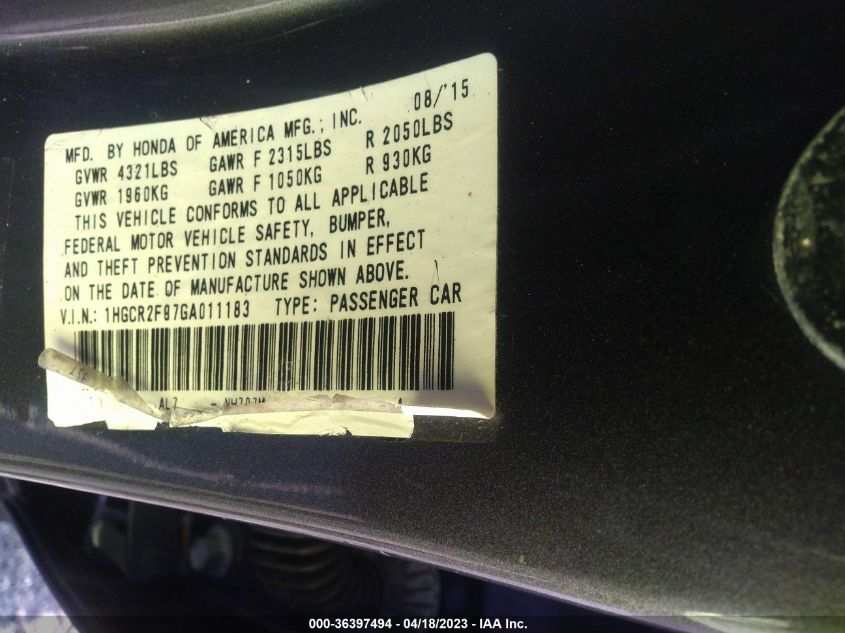 MFD. BY HONDA OF AMERICA MFG., INC. 08/'15
GVWR 4321LBS GAWR F 2315LBS R 2050LBS
GVWR 1960KG GAWR F 1050KG R 930KG
THIS VEHICLE CONFORMS TO ALL APPLICABLE
FEDERAL MOTOR VEHICLE SAFETY, BUMPER,
AND THEFT PREVENTION STANDARDS IN EFFECT
ON THE DATE OF MANUFACTURE SHOWN ABOVE.
V.I.N.: 1HGCR2F87GA011183 TYPE: PASSENGER CAR
000-36397494 - 04/18/2023 - IAA Inc.